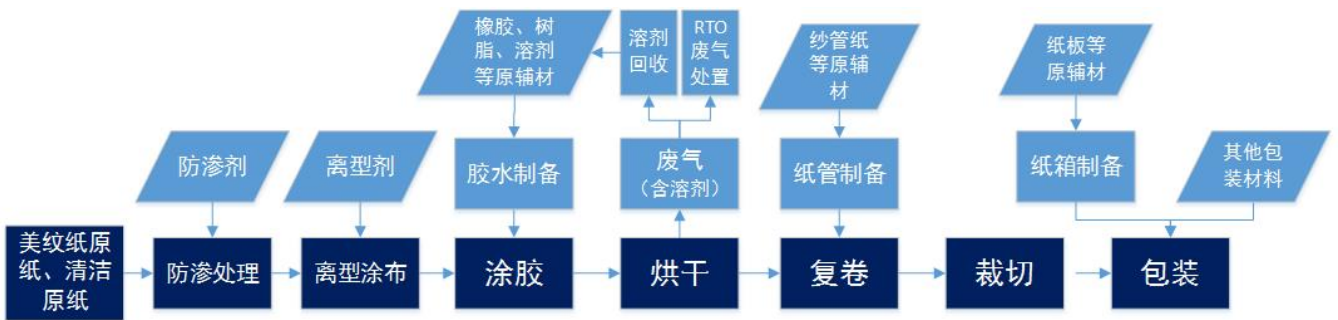 橡胶、树
脂、溶剂
等原辅材
溶剂
回收
RTO
废气
处置
纱管纸
等原辅
材
纸板等
原辅材
防渗剂
离型剂
胶水制备
废气
（含溶剂）
纸管制备
纸箱制备
其他包
装材料
美纹纸原
纸、清洁
原纸
防渗处理
离型涂布
涂胶
烘干
复卷
裁切
包装